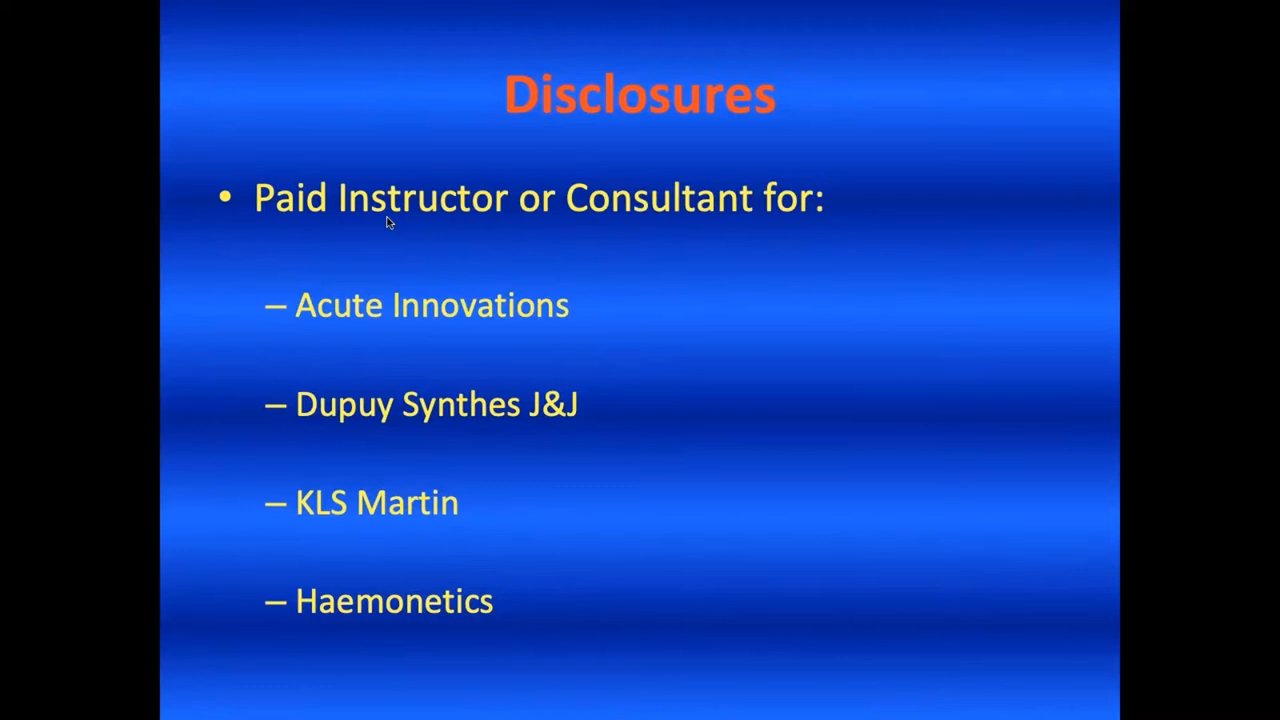 Disclosures
• Paid Instructor or Consultant for:
– Acute Innovations
– Dupuy Synthes J&J
– KLS Martin
– Haemonetics